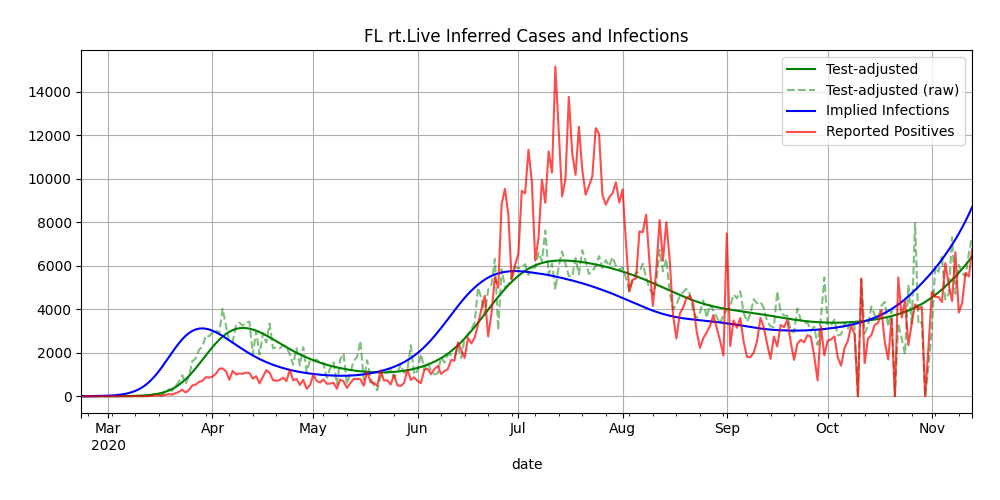 FL rt.Live Inferred Cases and Infections
Test-adjusted
Test-adjusted (raw)
Implied Infections
Reported Positives
14000
12000
10000
8000
6000
4000
2000
0
Mar Apr May Jun Jul Aug Sep Oct Nov
2020
date